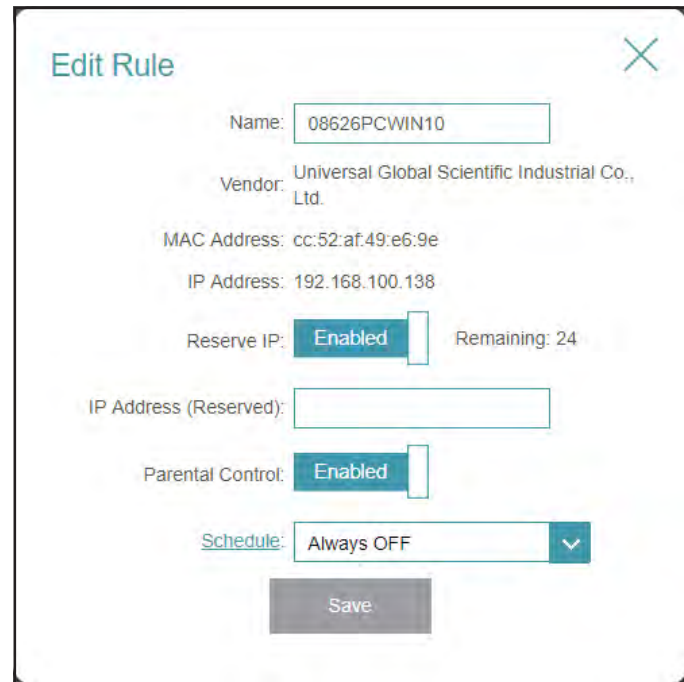 Edit Rule
Name: 08626PCWIN10
Vendor: Universal Global Scientific Industrial Co.,
Ltd.
MAC Address: cc:52:af:49:e6:9e
IP Address: 192.168.100.138
Reserve IP: Enabled Remaining: 24
IP Address (Reserved):
Parental Control: Enabled
Schedule: Always OFF
Save